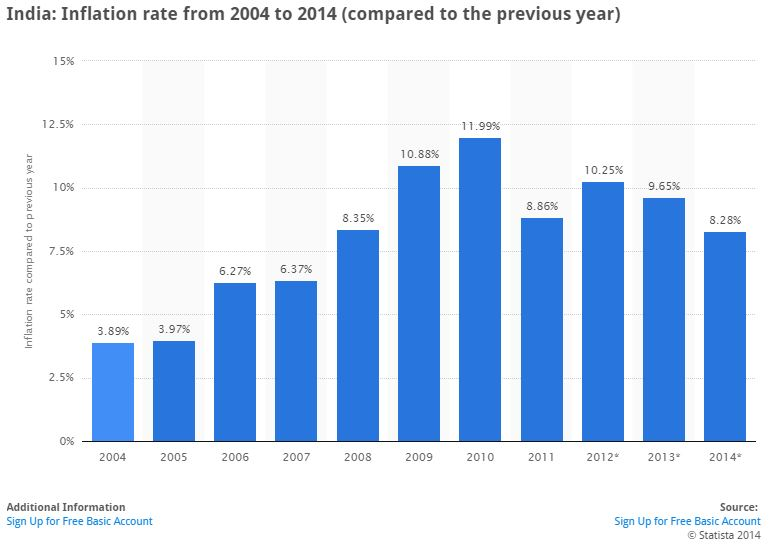 India: Inflation rate from 2004 to 2014 (compared to the previous year)
Inflation rate compared to previous year
15%
12.5%
10%
7.5%
5%
2.5%
0%
3.89%
3.97%
6.27%
6.37%
8.35%
10.88%
11.99%
8.86%
10.25%
9.65%
8.28%
2004 2005 2006 2007 2008 2009 2010 2011 2012* 2013* 2014*
Additional Information
Sign Up for Free Basic Account
Source:
Sign Up for Free Basic Account
© Statista 2014